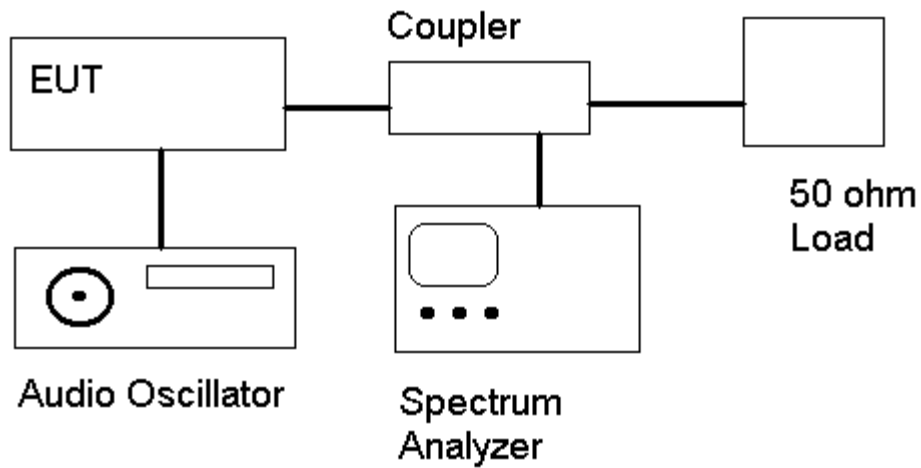 Coupler
EUT
50 ohm
Load
Audio Oscillator
Spectrum
Analyzer